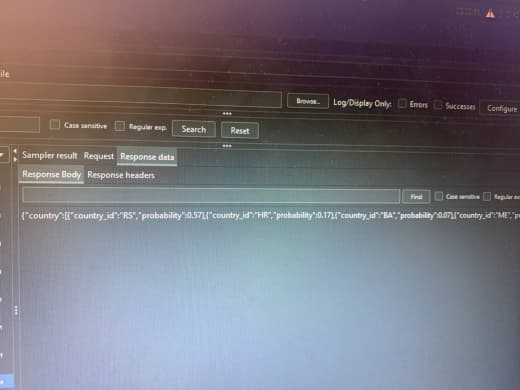 ile
Browse... Log/Display Only: Errors Successes Configure
Case sensitive Regular exp. Search Reset
Sampler result Request Response data
Response Body Response headers
Find Case sensitive Regular ex
{"country":[{"country_id":"RS","probability":0.57},{"country_id":"HR","probability":0.17},{"country_id":"BA","probability":0.07},{"country_id":"ME","p